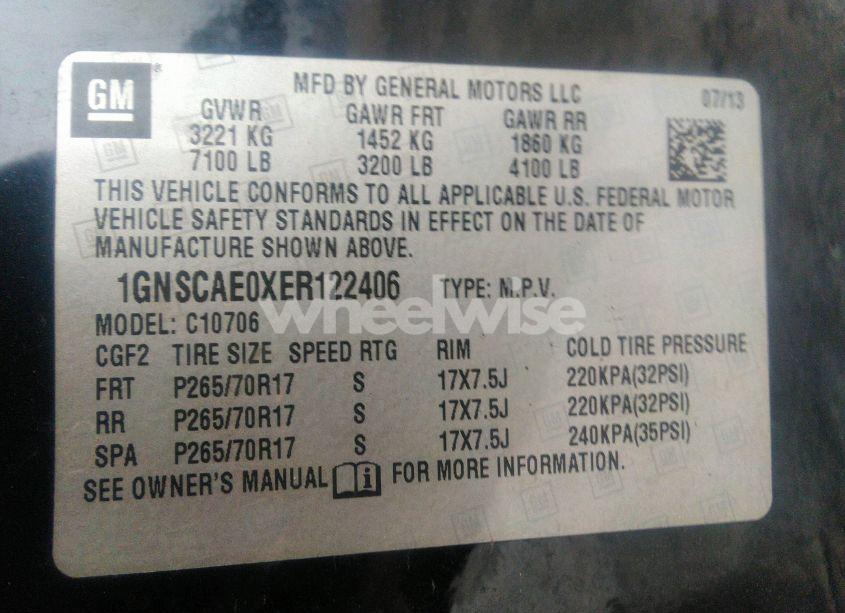 GM
MFD BY GENERAL MOTORS LLC 07/13
GVWR GAWR FRT GAWR RR
3221 KG 1452 KG 1860 KG
7100 LB 3200 LB 4100 LB
THIS VEHICLE CONFORMS TO ALL APPLICABLE U.S. FEDERAL MOTOR
VEHICLE SAFETY STANDARDS IN EFFECT ON THE DATE OF
MANUFACTURE SHOWN ABOVE.
1GNSCAE0XER122406 TYPE: M.P.V.
wheelwise
MODEL: C10706
CGF2 TIRE SIZE SPEED RTG RIM COLD TIRE PRESSURE
FRT P265/70R17 S 17X7.5J 220KPA(32PSI)
RR P265/70R17 S 17X7.5J 220KPA(32PSI)
SPA P265/70R17 S 17X7.5J 240KPA(35PSI)
SEE OWNER'S MANUAL i FOR MORE INFORMATION.